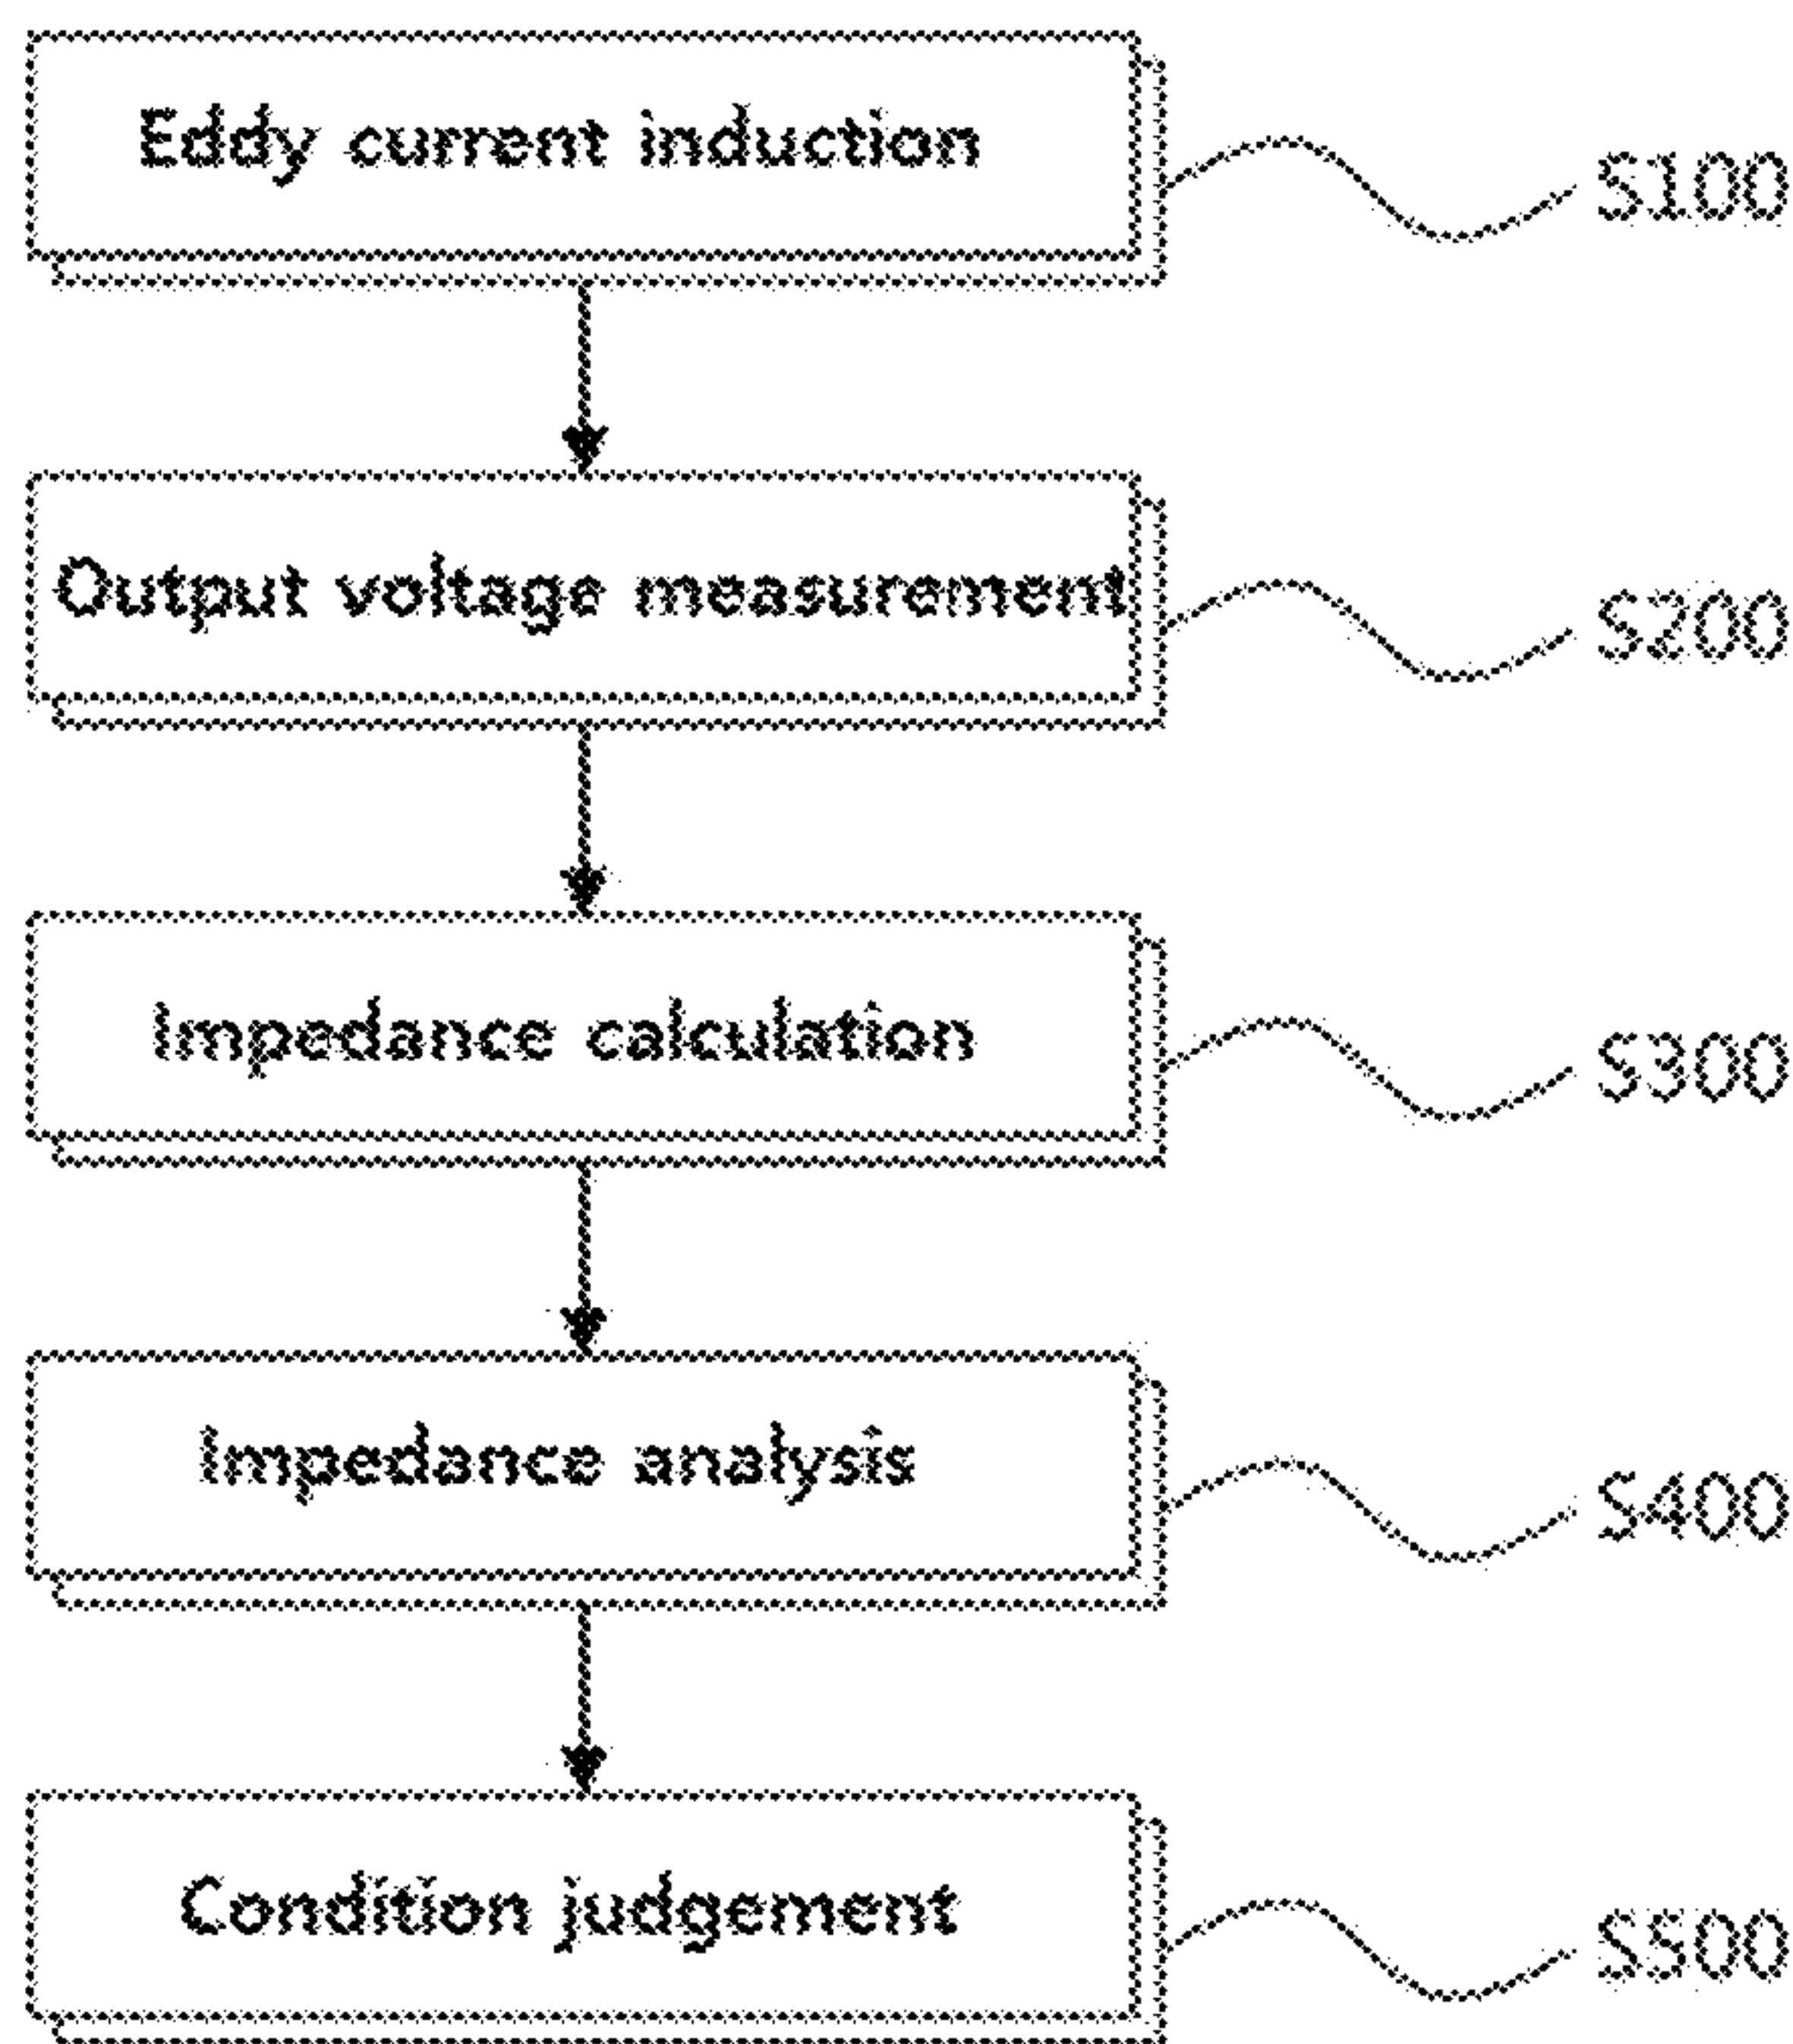 Eddy current induction
S100
Output voltage measurement
S200
Impedance calculation
S300
Impedance analysis
S400
Condition judgement
S500